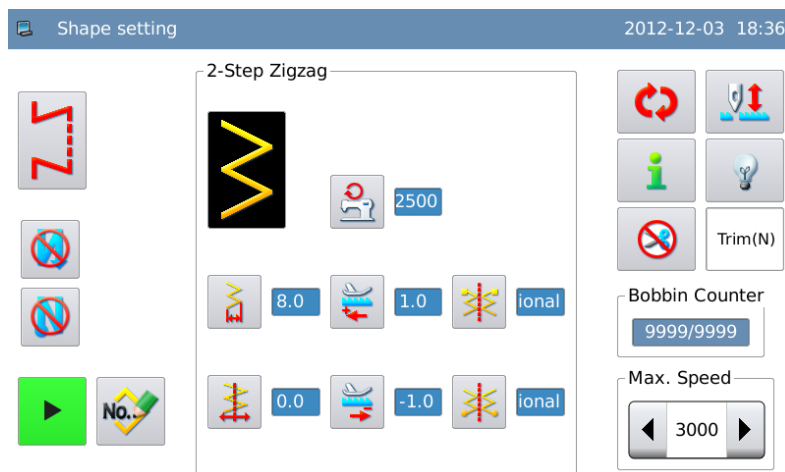 Shape setting
2012-12-03 18:36
2-Step Zigzag
2500
8.0
1.0
ional
0.0
-1.0
ional
No.
Trim(N)
Bobbin Counter
9999/9999
Max. Speed
3000